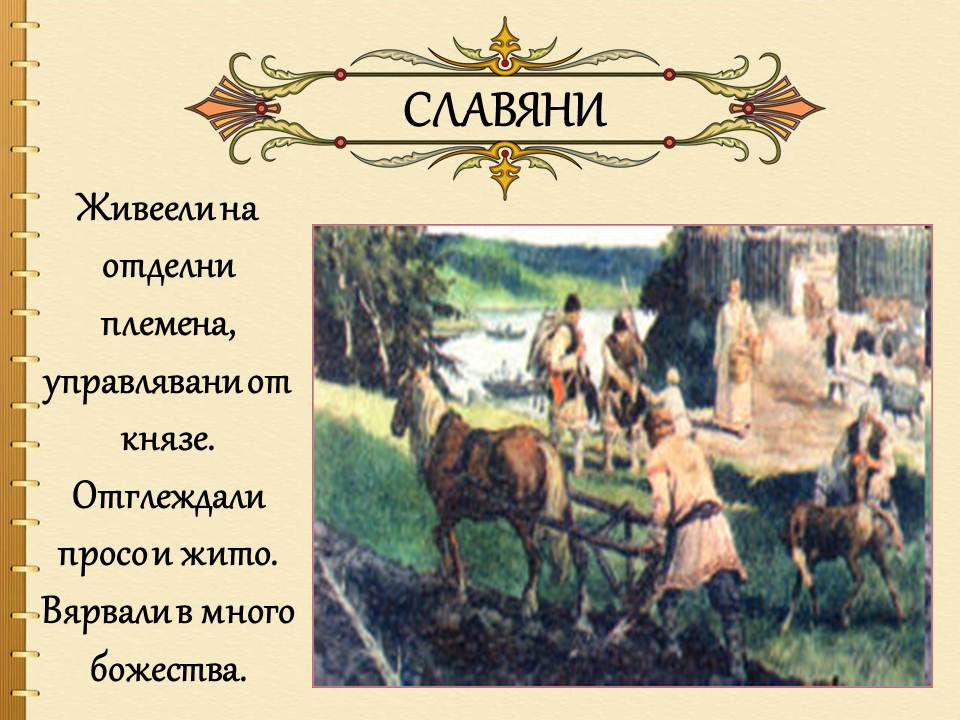 СЛАВЯНИ
Живеели на
отделни
племена,
управлявани от
князе.
Отглеждали
просо и жито.
Вярвали в много
божества.